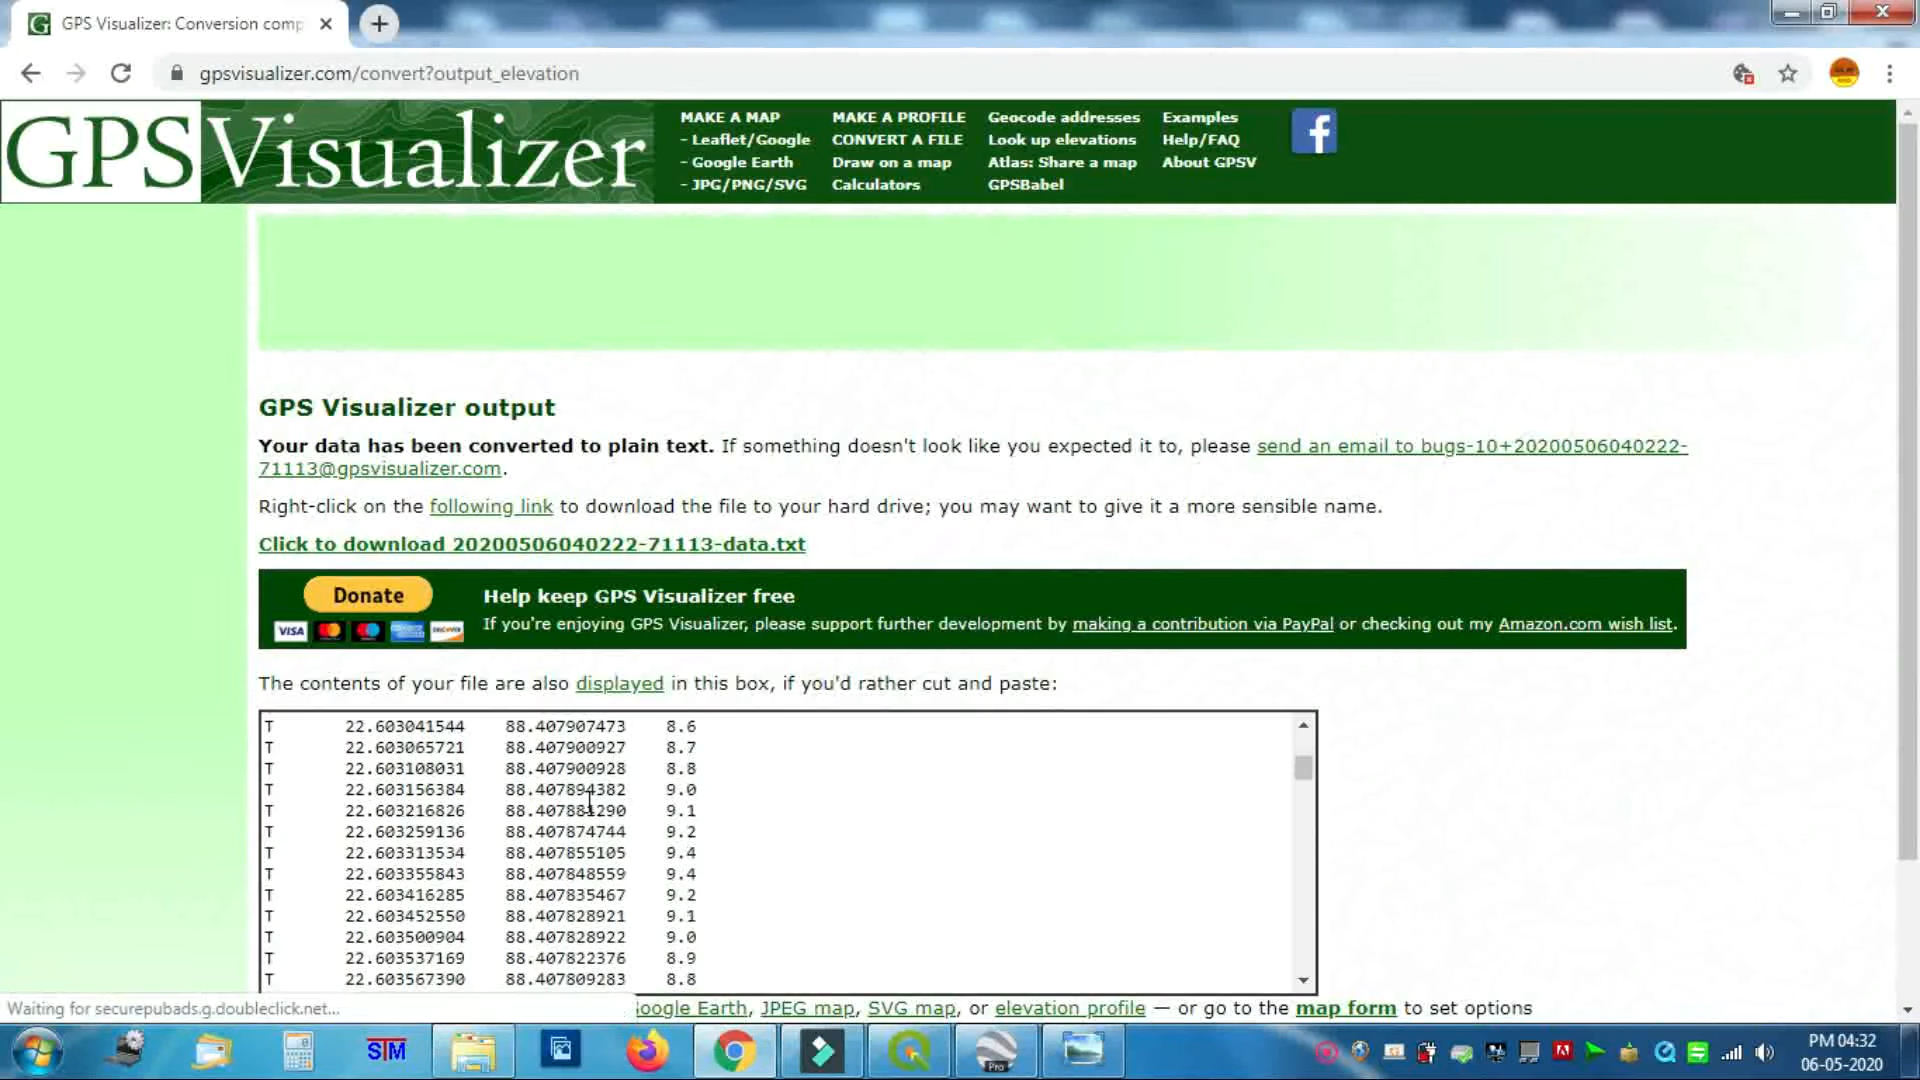 GPS Visualizer: Conversion comp
gpsvisualizer.com/convert?output_elevation
GPSVisualizer
MAKE A MAP
- Leaflet/Google
- Google Earth
- JPG/PNG/SVG
MAKE A PROFILE
CONVERT A FILE
Draw on a map
Calculators
Geocode addresses
Look up elevations
Atlas: Share a map
GPSBabel
Examples
Help/FAQ
About GPSV
GPS Visualizer output
Your data has been converted to plain text. If something doesn't look like you expected it to, please send an email to bugs-10+20200506040222-
71113@gpsvisualizer.com.
Right-click on the following link to download the file to your hard drive; you may want to give it a more sensible name.
Click to download 20200506040222-71113-data.txt
Donate
VISA
DISCOVER
Help keep GPS Visualizer free
If you're enjoying GPS Visualizer, please support further development by making a contribution via PayPal or checking out my Amazon.com wish list.
The contents of your file are also displayed in this box, if you'd rather cut and paste:
T 22.603041544 88.407907473 8.6
T 22.603065721 88.407900927 8.7
T 22.603108031 88.407900928 8.8
T 22.603156384 88.407894382 9.0
T 22.603216826 88.407881290 9.1
T 22.603259136 88.407874744 9.2
T 22.603313534 88.407855105 9.4
T 22.603355843 88.407848559 9.4
T 22.603416285 88.407835467 9.2
T 22.603452550 88.407828921 9.1
T 22.603500904 88.407828922 9.0
T 22.603537169 88.407822376 8.9
T 22.603567390 88.407809283 8.8
Waiting for securepubads.g.doubleclick.net...
oogle Earth, JPEG map, SVG map, or elevation profile — or go to the map form to set options
STM
Pro
PM 04:32
06-05-2020